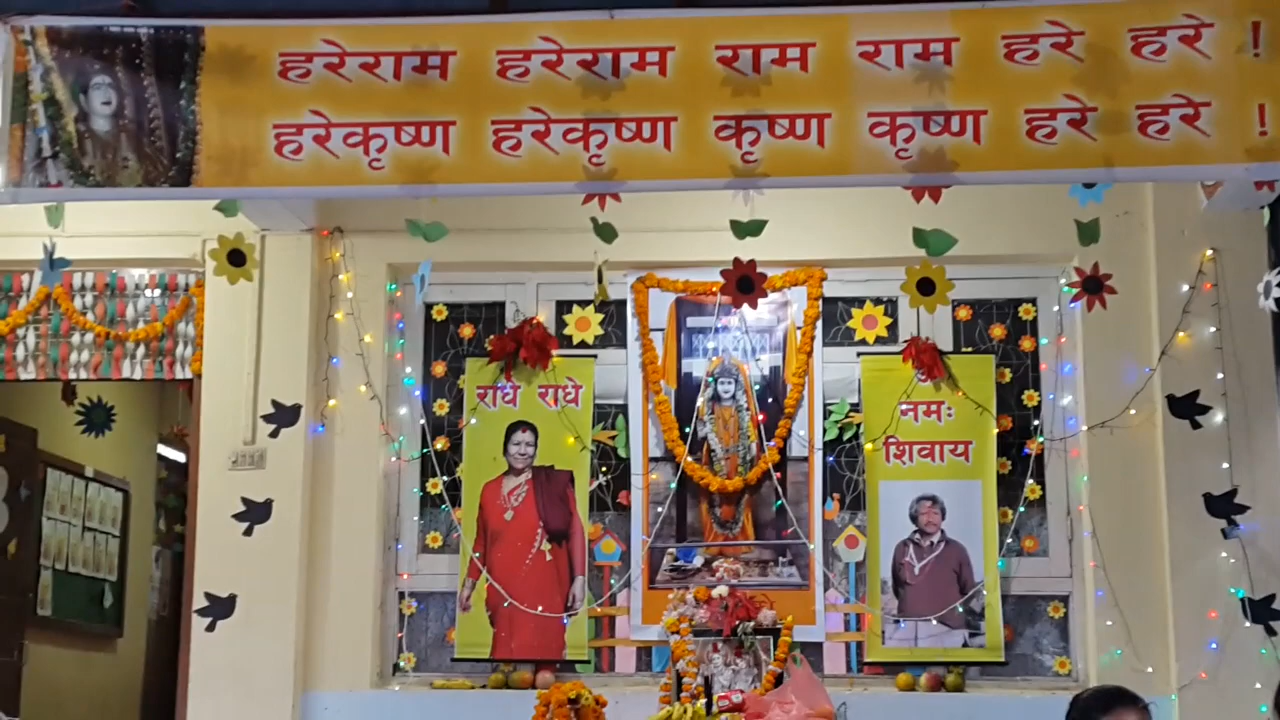 हरेराम हरेराम राम राम हरे हरे !
हरेकृष्ण हरेकृष्ण कृष्ण कृष्ण हरे हरे !
राधे राधे
नमः
शिवाय